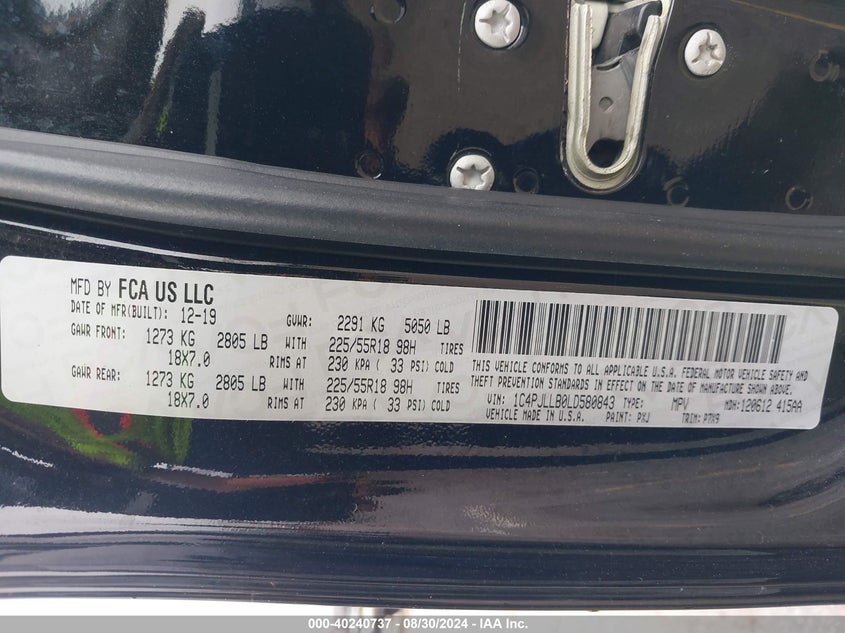 MFD BY FCA US LLC
DATE OF MFR(BUILT): 12-19 GVWR: 2291 KG 5050 LB
GAWR FRONT: 1273 KG 2805 LB WITH 225/55R18 98H TIRES
18X7.0 RIMS AT 230 KPA ( 33 PSI) COLD
GAWR REAR: 1273 KG 2805 LB WITH 225/55R18 98H TIRES
18X7.0 RIMS AT 230 KPA ( 33 PSI) COLD
THIS VEHICLE CONFORMS TO ALL APPLICABLE U.S.A. FEDERAL MOTOR VEHICLE SAFETY AND
THEFT PREVENTION STANDARDS IN EFFECT ON THE DATE OF MANUFACTURE SHOWN ABOVE.
VIN: 1C4PJLLB0LD580843 TYPE: MPV MDH:120612 415AA
VEHICLE MADE IN U.S.A. PAINT: PXJ TRIM: P7X9
000-40240737 - 08/30/2024 - IAA Inc.